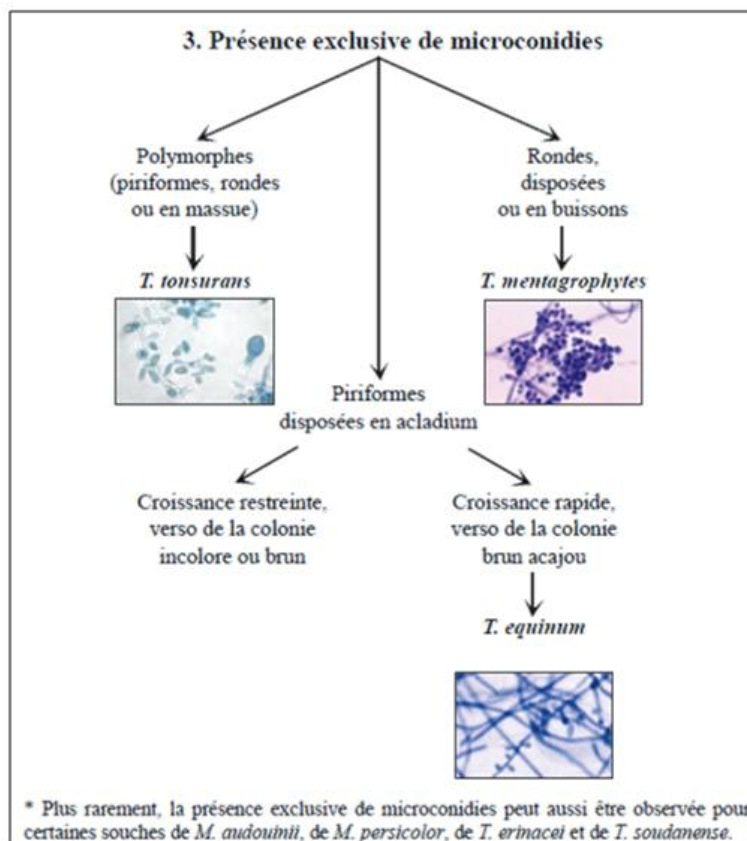 3. Présence exclusive de microconidies
Polymorphes
(piriformes, rondes
ou en massue)
T. tonsurans
Rondes,
disposées
ou en buissons
T. mentagrophytes
Piriformes
disposées en acladium
Croissance restreinte,
verso de la colonie
incolore ou brun
Croissance rapide,
verso de la colonie
brun acajou
T. equinum
* Plus rarement, la présence exclusive de microconidies peut aussi être observée pour
certaines souches de M. audouinii, de M. persicolor, de T. erinacei et de T. soudanense.